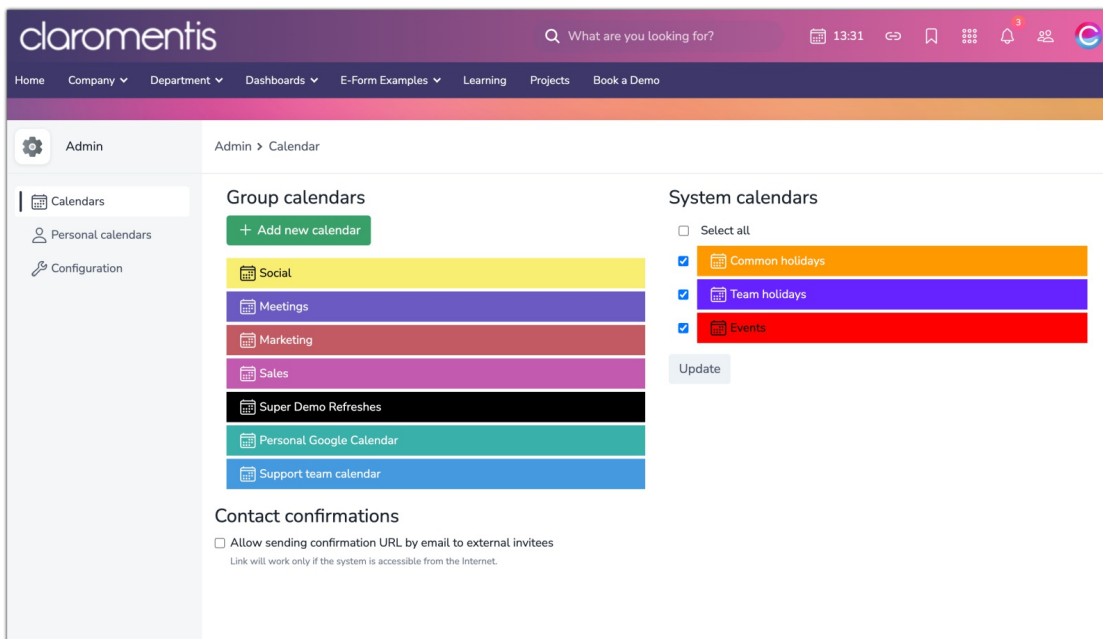 claromentis
What are you looking for?
13:31
3
Home Company Department Dashboards E-Form Examples Learning Projects Book a Demo
Admin
Admin > Calendar
Calendars
Personal calendars
Configuration
Group calendars
+ Add new calendar
Social
Meetings
Marketing
Sales
Super Demo Refreshes
Personal Google Calendar
Support team calendar
System calendars
Select all
Common holidays
Team holidays
Events
Update
Contact confirmations
Allow sending confirmation URL by email to external invitees
Link will work only if the system is accessible from the Internet.